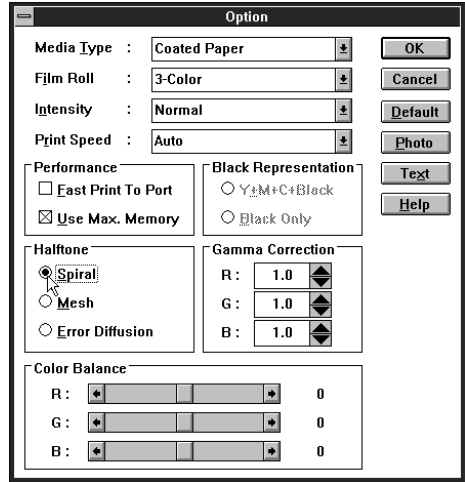 Option
Media Type : Coated Paper OK
Film Roll : 3-Color Cancel
Intensity : Normal Default
Print Speed : Auto Photo
Performance Black Representation Text
Fast Print To Port Y+M+C+Black
Use Max. Memory Black Only Help
Halftone Gamma Correction
Spiral R : 1.0
Mesh G : 1.0
Error Diffusion B : 1.0
Color Balance
R : 0
G : 0
B : 0